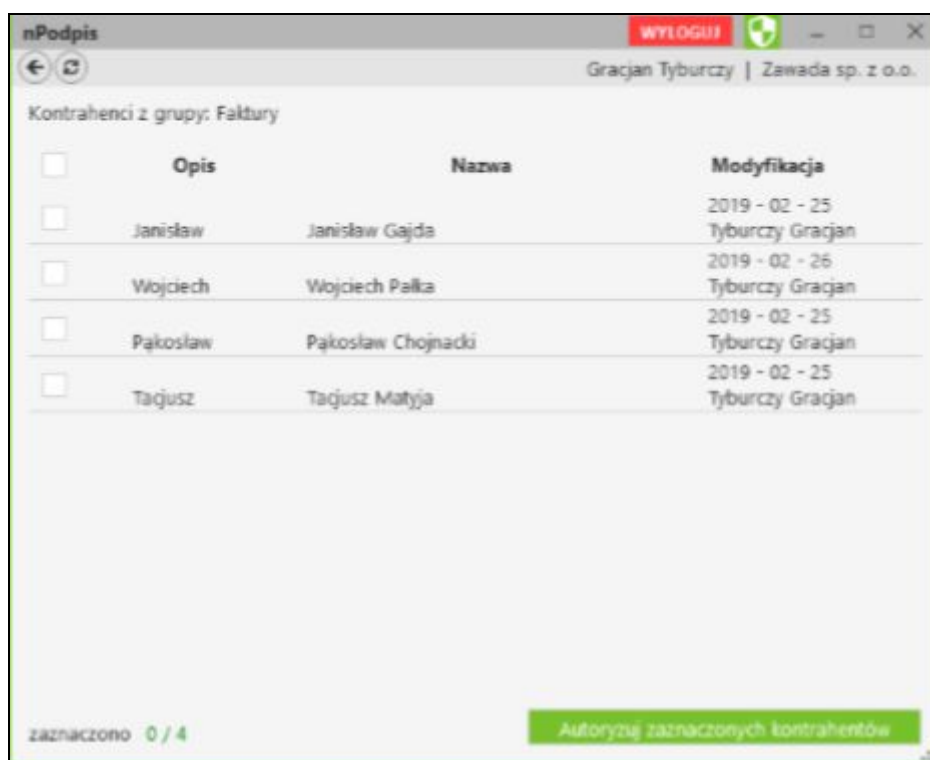 nPodpis WYLOGUJ
Gracjan Tyburczy | Zawada sp. z o.o.
Kontrahenci z grupy: Faktury
Opis Nazwa Modyfikacja
2019 - 02 - 25
Janisław Janisław Gajda Tyburczy Gracjan
2019 - 02 - 26
Wojciech Wojciech Pałka Tyburczy Gracjan
2019 - 02 - 25
Pąkosław Pąkosław Chojnacki Tyburczy Gracjan
2019 - 02 - 25
Tacjusz Tacjusz Matyja Tyburczy Gracjan
zaznaczono 0 / 4 Autoryzuj zaznaczonych kontrahentów